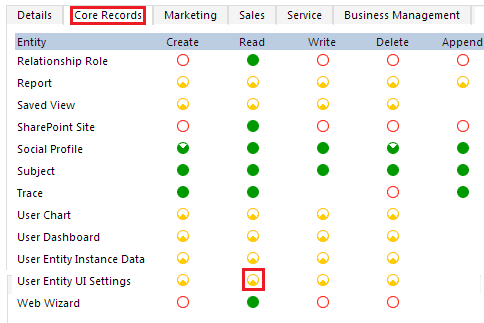 Details Core Records Marketing Sales Service Business Management
Entity Create Read Write Delete Append
Relationship Role
Report
Saved View
SharePoint Site
Social Profile
Subject
Trace
User Chart
User Dashboard
User Entity Instance Data
User Entity UI Settings
Web Wizard